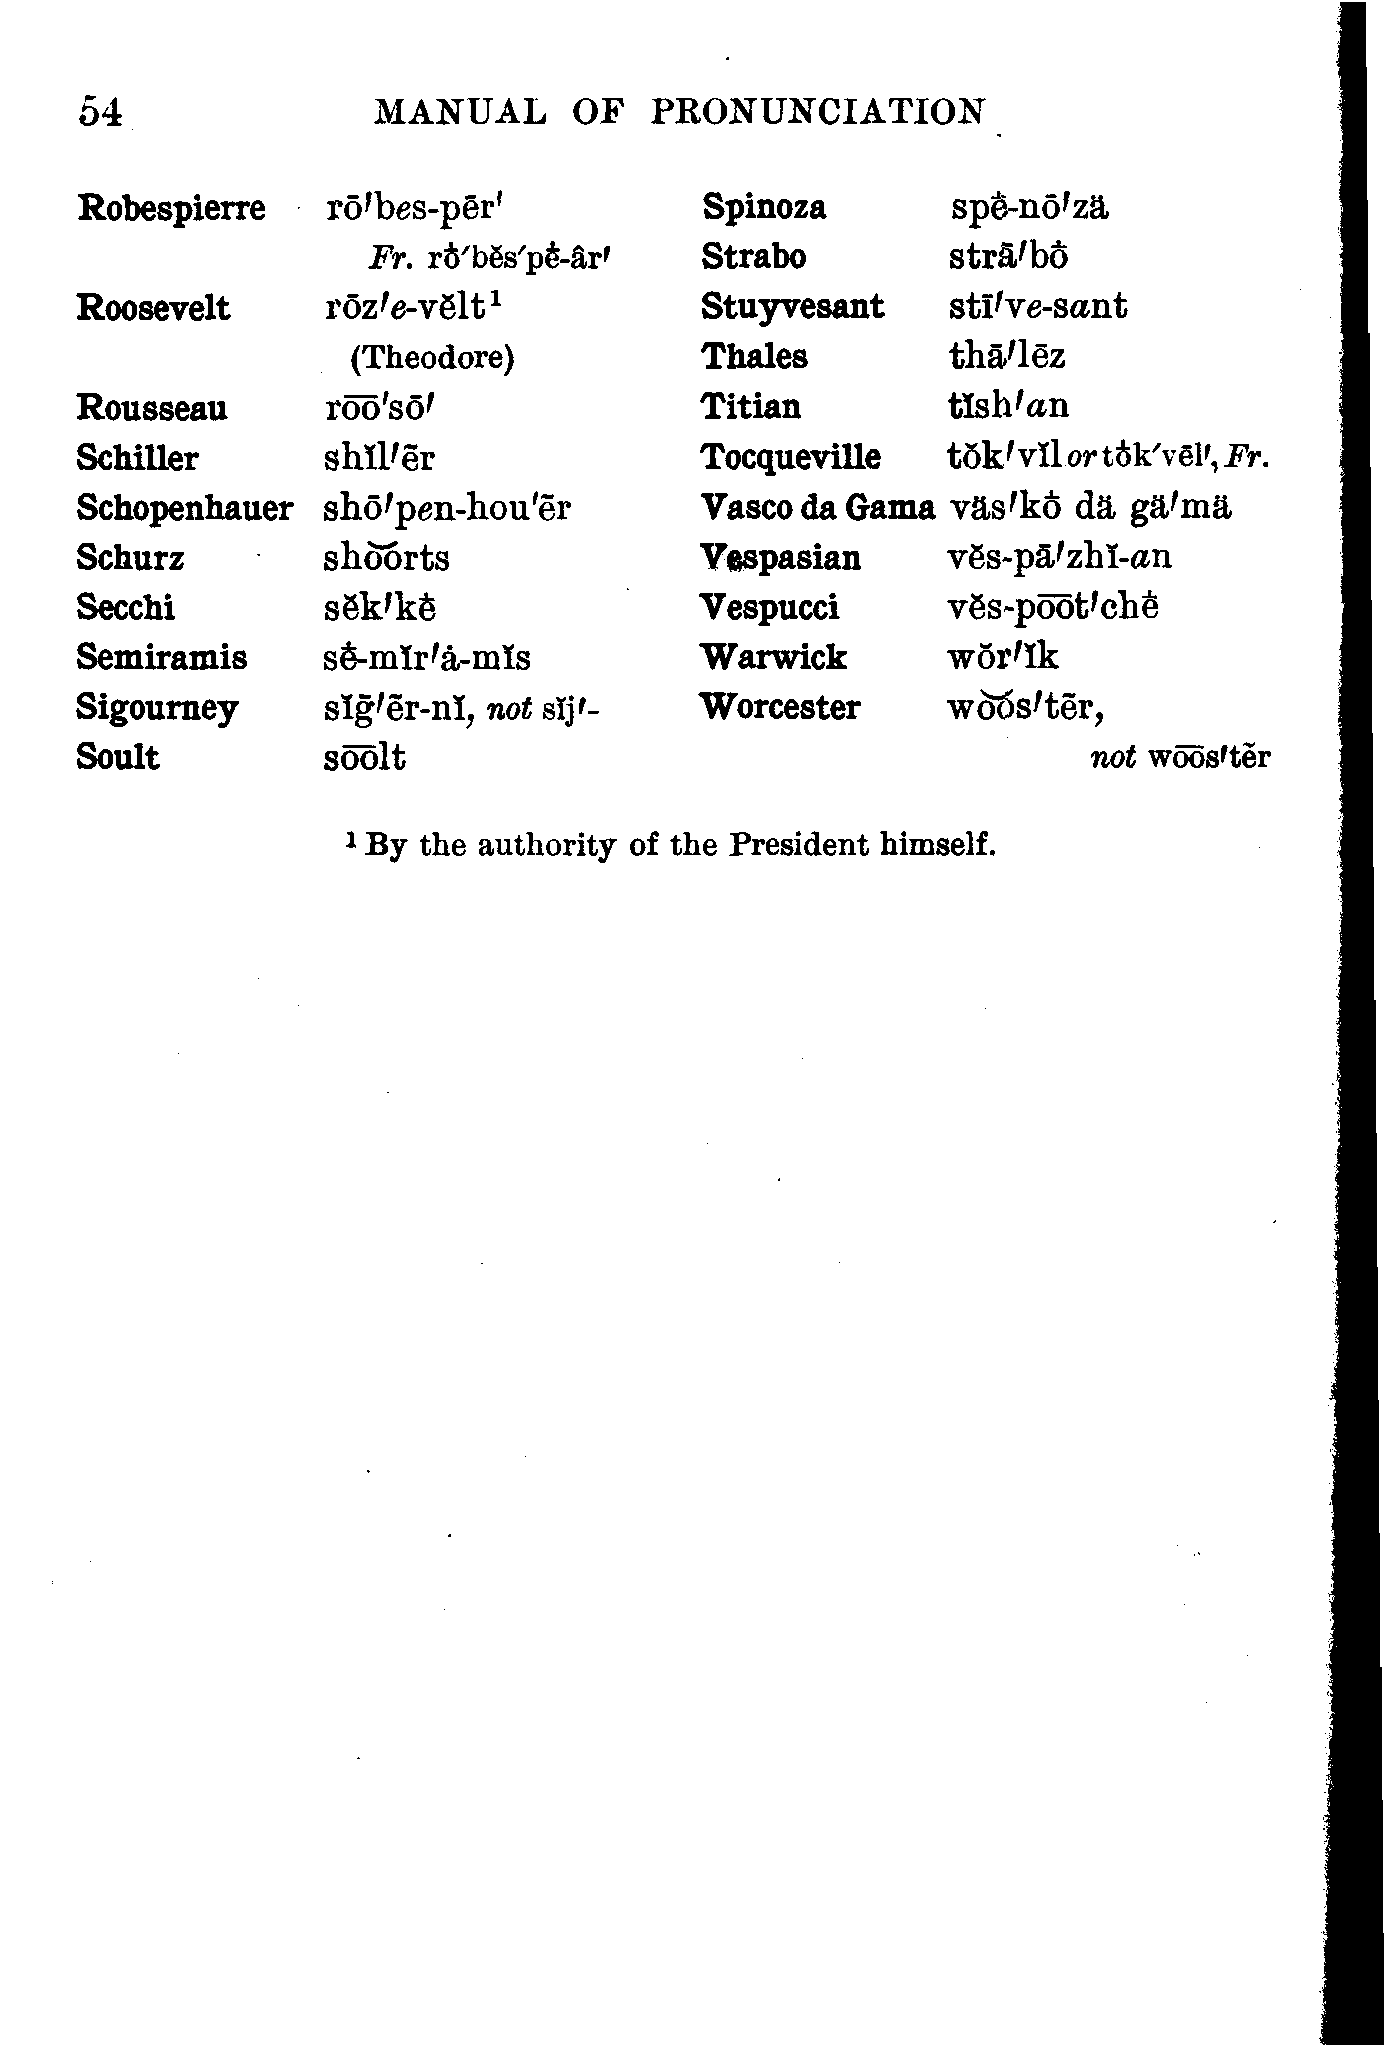 54 MANUAL OF PRONUNCIATION
Robespierre rō′bes-pēr′
Fr. rȯ′bĕs′pė-âr′
Roosevelt rōz′e-vĕlt¹
(Theodore)
Rousseau ro͞o′sō′
Schiller shĭl′ẽr
Schopenhauer shō′pen-hou′ẽr
Schurz sho͝orts
Secchi sĕk′kė
Semiramis sė-mĭr′ȧ-mĭs
Sigourney sĭḡ′ẽr-nĭ, not sĭj′-
Soult so͞olt
Spinoza spė-nō′zä
Strabo strā′bȯ
Stuyvesant stī′ve-sant
Thales thā′lēz
Titian tĭsh′an
Tocqueville tŏk′vĭl or tȯk′vēl′, Fr.
Vasco da Gama väs′kȯ dä gä′mä
Vespasian vĕs-pā′zhĭ-an
Vespucci vĕs-po͞ot′chė
Warwick wŏr′ĭk
Worcester wo͝os′tẽr,
not wo͞os′tẽr
¹ By the authority of the President himself.